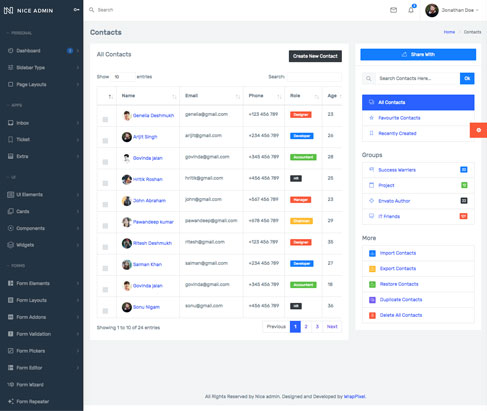 NICE ADMIN
Search
Jonathan Doe
Contacts
Home
Contacts
PERSONAL
Dashboard
Sidebar Type
Page Layouts
APPS
Inbox
Ticket
Extra
UI
UI Elements
Cards
Components
Widgets
FORMS
Form Elements
Form Layouts
Form Addons
Form Validation
Form Pickers
Form Editor
Form Wizard
Form Repeater
All Contacts
Create New Contact
Show 10 entries
Search:
Name Email Phone Role Age
Genelia Deshmukh genelia@gmail.com +123 456 789 Designer 23
Arijit Singh arijit@gmail.com +234 456 789 Developer 26
Govinda jalan govinda@gmail.com +345 456 789 Accountant 28
Hritik Roshan hritik@gmail.com +456 456 789 HR 25
John Abraham john@gmail.com +567 456 789 Manager 23
Pawandeep kumar pawandeep@gmail.com +678 456 789 Chairman 29
Ritesh Deshmukh ritesh@gmail.com +123 456 789 Designer 35
Salman Khan salman@gmail.com +234 456 789 Developer 27
Govinda jalan govinda@gmail.com +345 456 789 Accountant 18
Sonu Nigam sonu@gmail.com +456 456 789 HR 36
Showing 1 to 10 of 24 entries
Previous 1 2 3 Next
Share With
Search Contacts Here...
Ok
All Contacts
Favourite Contacts
Recently Created
Groups
Success Warriers
Project
Envato Author
IT Friends
More
Import Contacts
Export Contacts
Restore Contacts
Duplicate Contacts
Delete All Contacts
All Rights Reserved by Nice admin. Designed and Developed by WrapPixel.